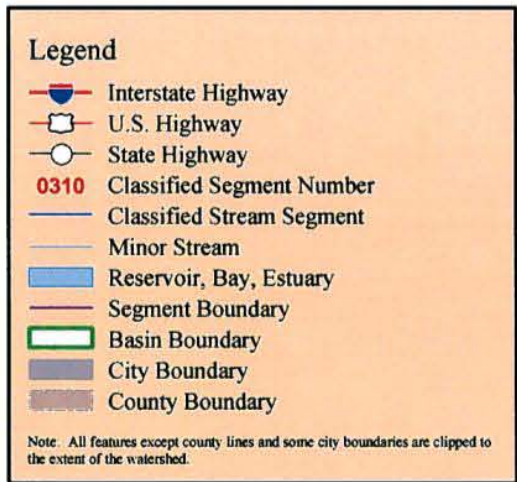 Legend
Interstate Highway
U.S. Highway
State Highway
0310 Classified Segment Number
Classified Stream Segment
Minor Stream
Reservoir, Bay, Estuary
Segment Boundary
Basin Boundary
City Boundary
County Boundary
Note: All features except county lines and some city boundaries are clipped to
the extent of the watershed.